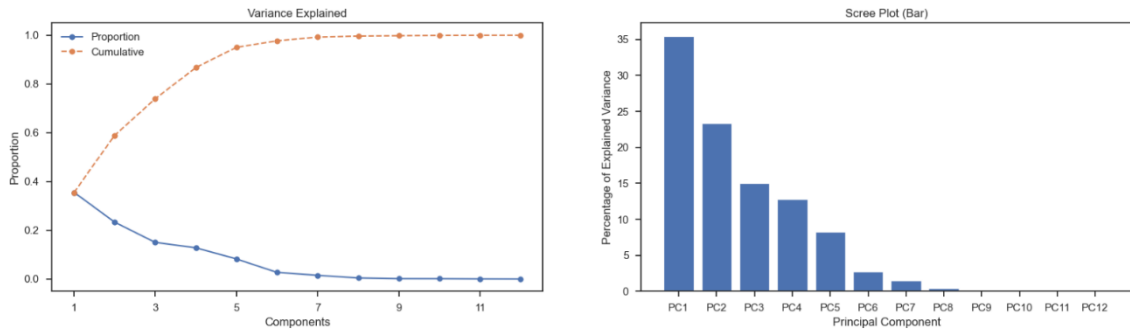 Variance Explained
Proportion
Cumulative
1.0
0.8
0.6
0.4
0.2
0.0
Proportion
1 3 5 7 9 11
Components
Scree Plot (Bar)
35
30
25
20
15
10
5
0
Percentage of Explained Variance
PC1 PC2 PC3 PC4 PC5 PC6 PC7 PC8 PC9 PC10 PC11 PC12
Principal Component